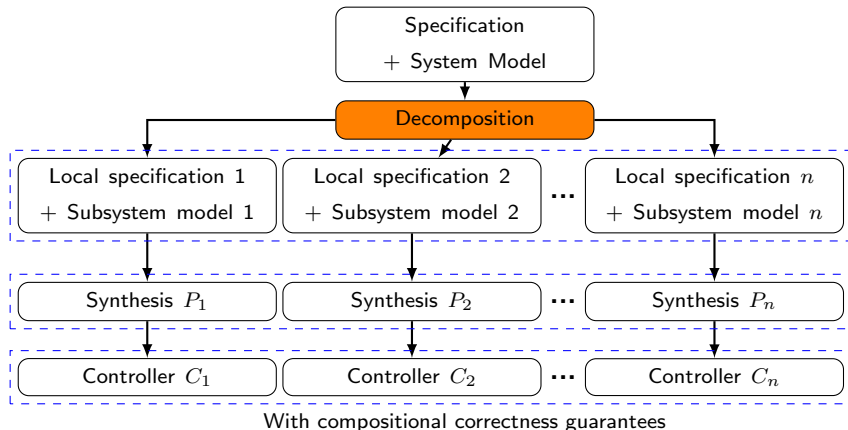 Specification
+ System Model
Decomposition
Local specification 1
+ Subsystem model 1
Local specification 2
+ Subsystem model 2
...
Local specification n
+ Subsystem model n
Synthesis P₁
Synthesis P₂
...
Synthesis Pₙ
Controller C₁
Controller C₂
...
Controller Cₙ
With compositional correctness guarantees